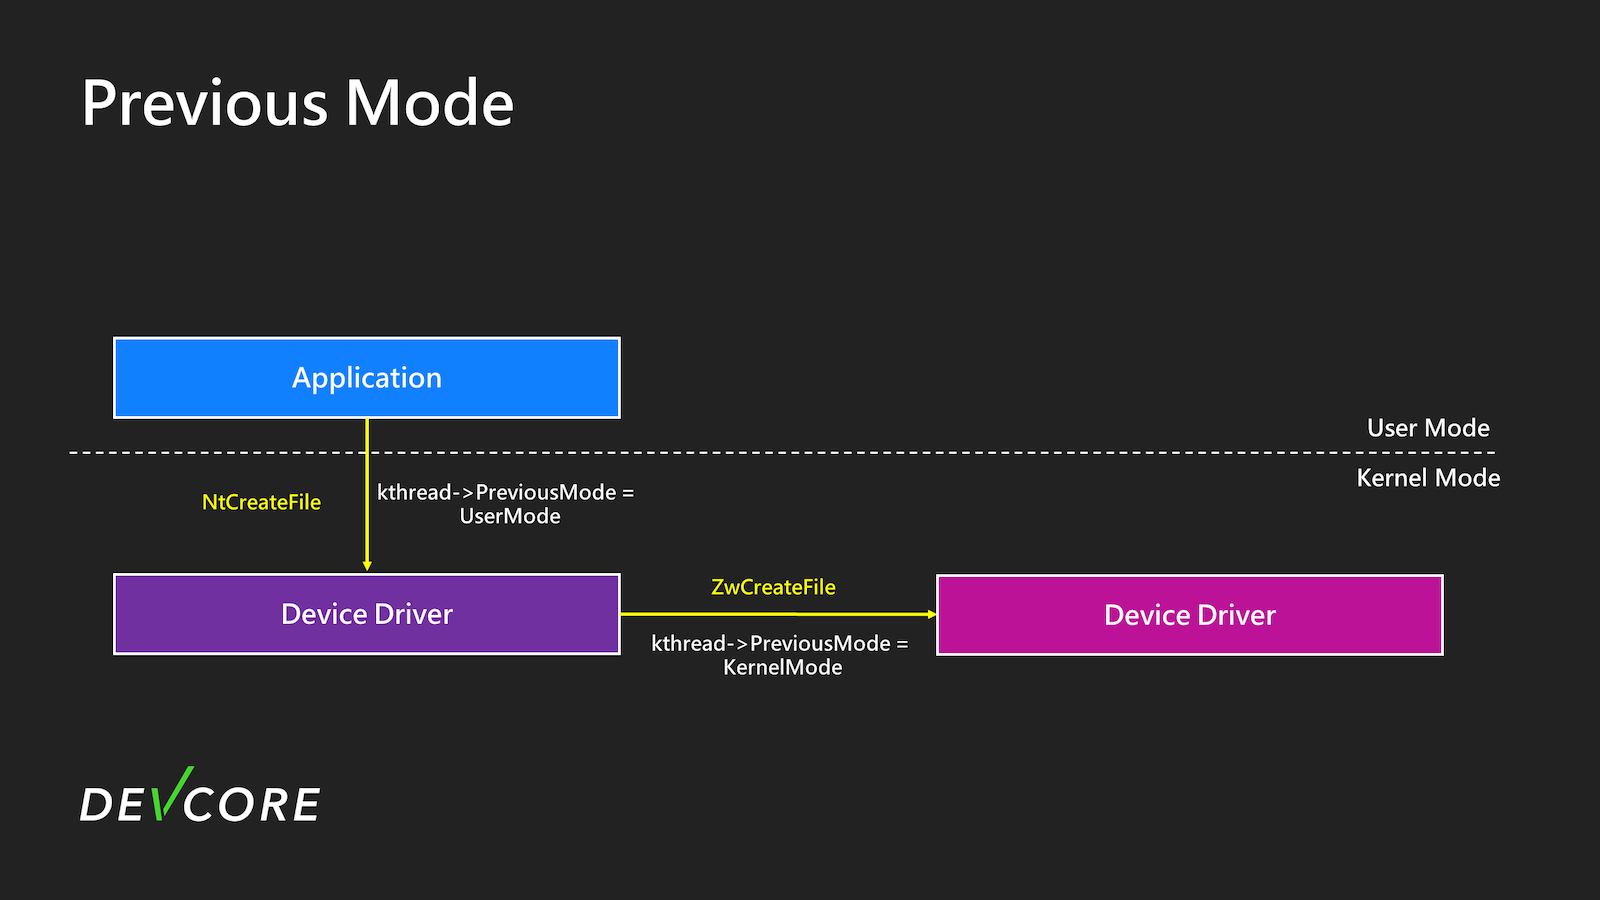 Previous Mode
Application
User Mode
Kernel Mode
NtCreateFile
kthread->PreviousMode =
UserMode
Device Driver
ZwCreateFile
kthread->PreviousMode =
KernelMode
Device Driver
DEVCORE